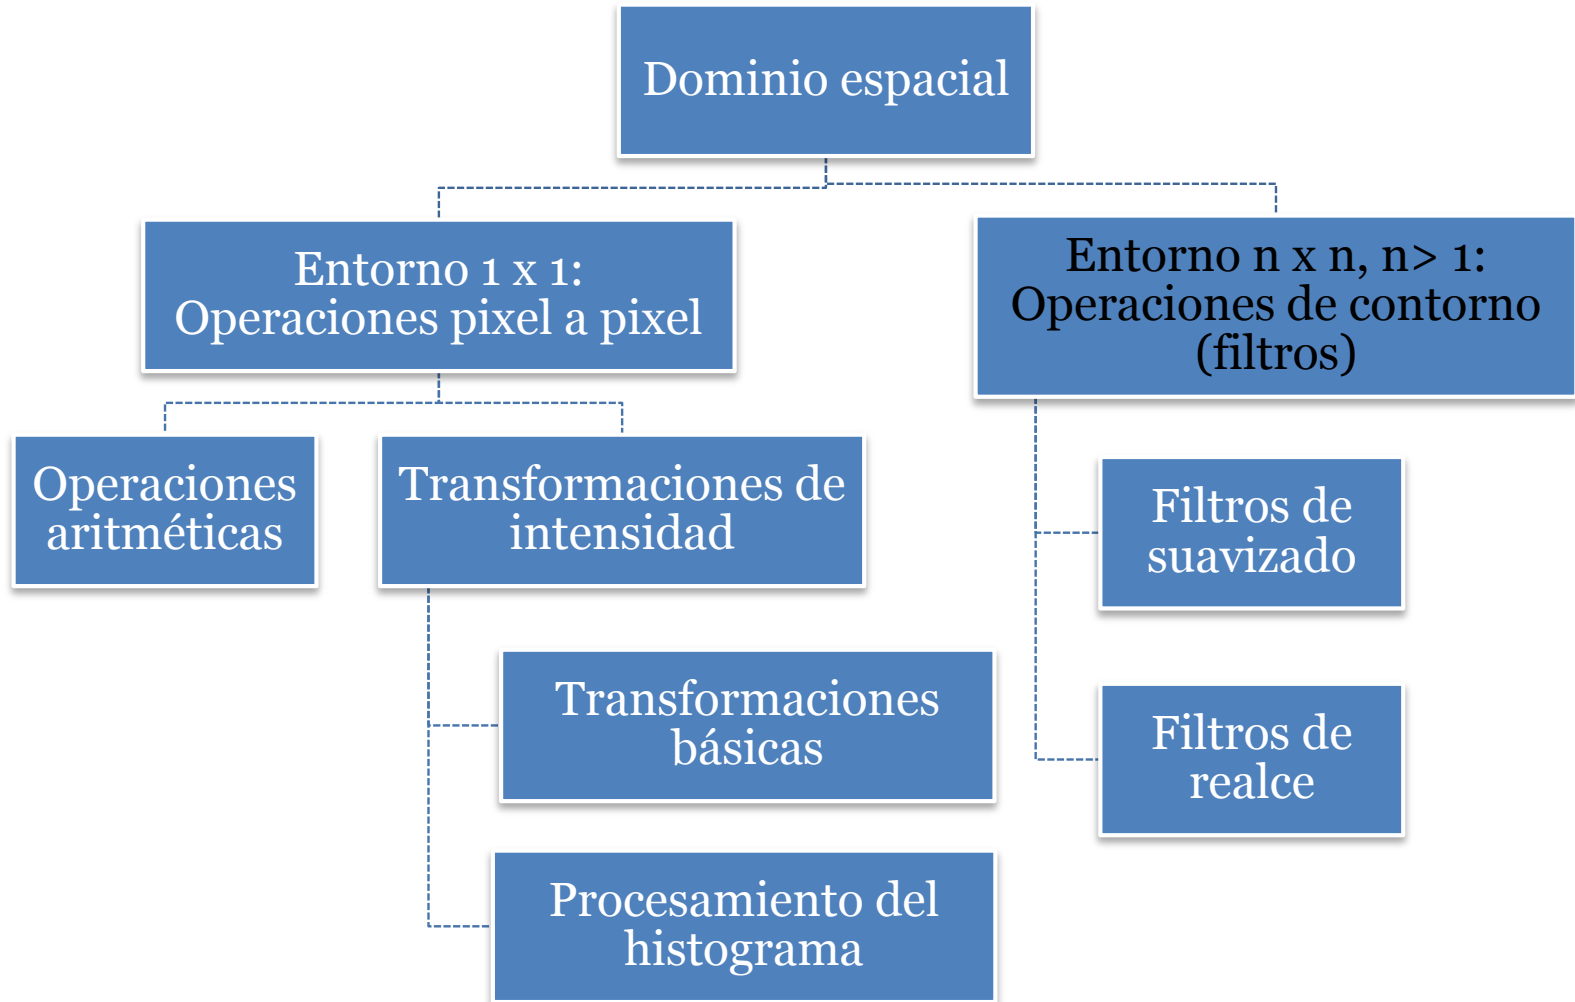 Dominio espacial
Entorno 1 x 1:
Operaciones pixel a pixel
Entorno n x n, n> 1:
Operaciones de contorno
(filtros)
Operaciones
aritméticas
Transformaciones de
intensidad
Filtros de
suavizado
Transformaciones
básicas
Filtros de
realce
Procesamiento del
histograma